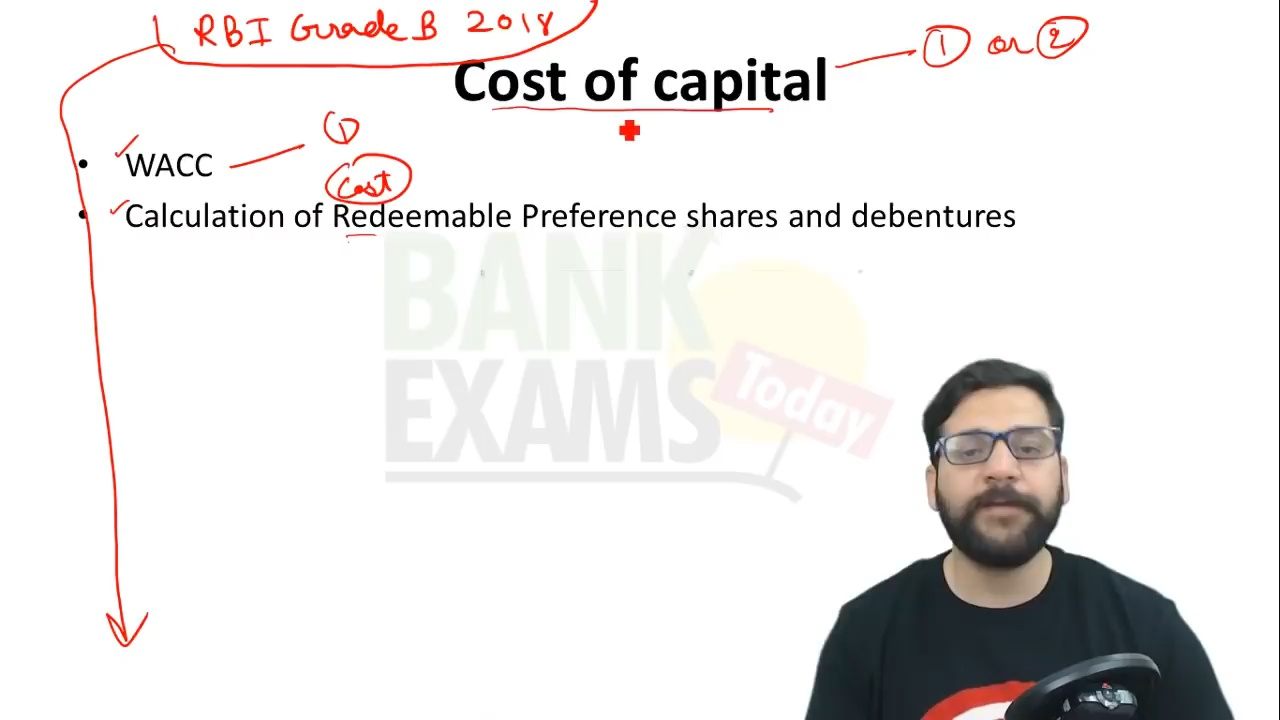 RBI Grade B 2018
Cost of capital
1 or 2
1
• WACC
Cost
• Calculation of Redeemable Preference shares and debentures
BANK
EXAMS
Today